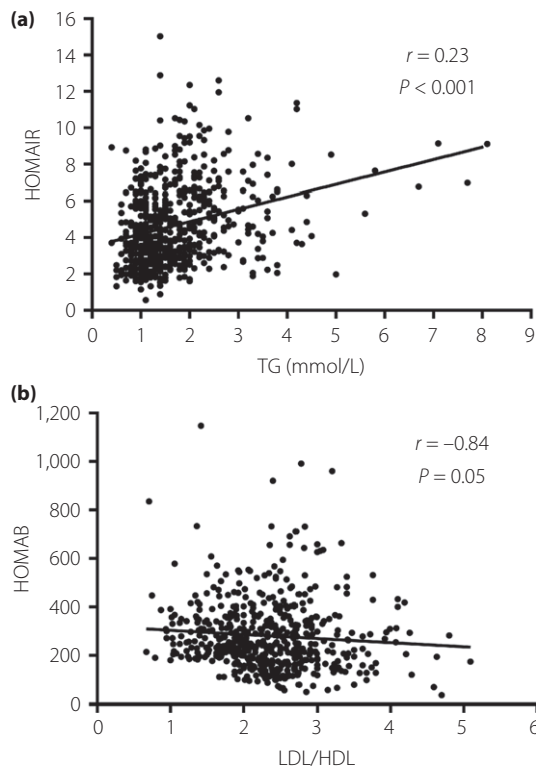 (a)
16
14
12
10
8
6
4
2
0
HOMAIR
r = 0.23
P < 0.001
0 1 2 3 4 5 6 7 8 9
TG (mmol/L)
(b)
1,200
1,000
800
600
400
200
0
HOMAB
r = –0.84
P = 0.05
0 1 2 3 4 5 6
LDL/HDL